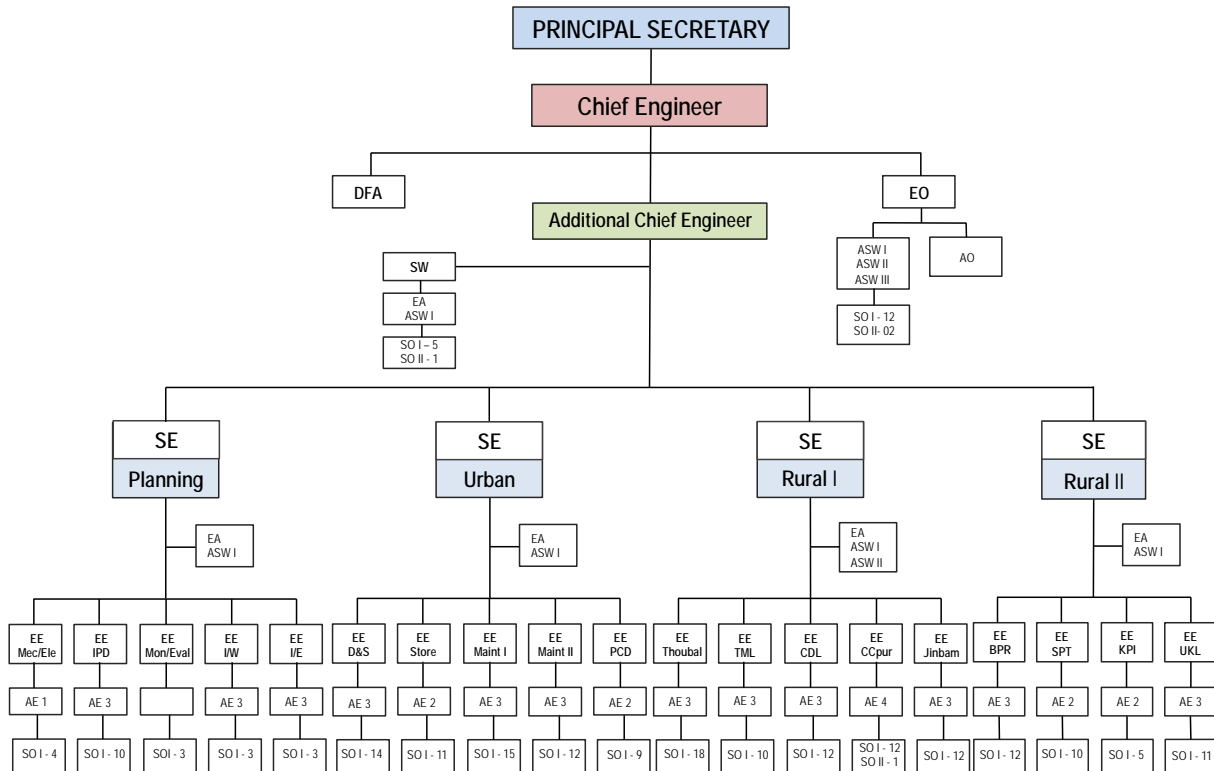 PRINCIPAL SECRETARY
Chief Engineer
DFA
EO
Additional Chief Engineer
ASW I
ASW II
ASW III
AO
SW
EA
ASW I
SO I - 12
SO II- 02
SO I – 5
SO II - 1
SE
Planning
SE
Urban
SE
Rural I
SE
Rural II
EA
ASW I
EA
ASW I
EA
ASW I
ASW II
EA
ASW I
EE
Mec/Ele
EE
IPD
EE
Mon/Eval
EE
I/W
EE
I/E
EE
D&S
EE
Store
EE
Maint I
EE
Maint II
EE
PCD
EE
Thoubal
EE
TML
EE
CDL
EE
CCpur
EE
Jinbam
EE
BPR
EE
SPT
EE
KPI
EE
UKL
AE 1
AE 3
AE 3
AE 3
AE 3
AE 2
AE 3
AE 3
AE 2
AE 3
AE 3
AE 3
AE 4
AE 3
AE 3
AE 2
AE 2
AE 3
SO I - 4
SO I - 10
SOI - 3
SO I - 3
SO I - 3
SO I - 14
SO I - 11
SO I - 15
SO I - 12
SO I - 9
SO I - 18
SO I - 10
SO I - 12
SO I - 12
SO II - 1
SO I - 12
SO I - 12
SO I - 10
SO I - 5
SO I - 11